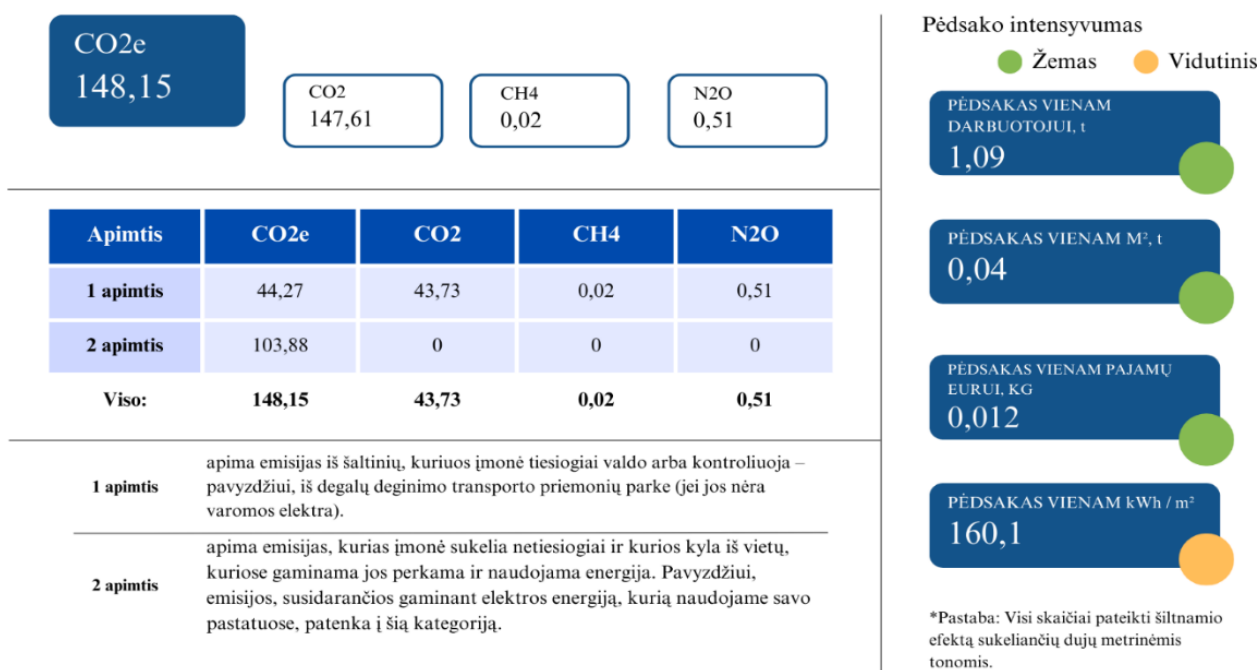 CO2e
148,15
CO2
147,61
CH4
0,02
N2O
0,51
Apimtis CO2e CO2 CH4 N2O
1 apimtis 44,27 43,73 0,02 0,51
2 apimtis 103,88 0 0 0
Viso: 148,15 43,73 0,02 0,51
1 apimtis
apima emisijas iš šaltinių, kuriuos įmonė tiesiogiai valdo arba kontroliuoja –
pavyzdžiui, iš degalų deginimo transporto priemonių parke (jei jos nėra
varomos elektra).
2 apimtis
apima emisijas, kurias įmonė sukelia netiesiogiai ir kurios kyla iš vietų,
kuriose gaminama jos perkama ir naudojama energija. Pavyzdžiui,
emisijos, susidarančios gaminant elektros energiją, kurią naudojame savo
pastatuose, patenka į šią kategoriją.
Pėdsako intensyvumas
Žemas Vidutinis
PĖDSAKAS VIENAM
DARBUOTOJUI, t
1,09
PĖDSAKAS VIENAM M², t
0,04
PĖDSAKAS VIENAM PAJAMŲ
EURUI, KG
0,012
PĖDSAKAS VIENAM kWh / m²
160,1
*Pastaba: Visi skaičiai pateikti šiltnamio
efektą sukeliančių dujų metrinėmis
tonomis.